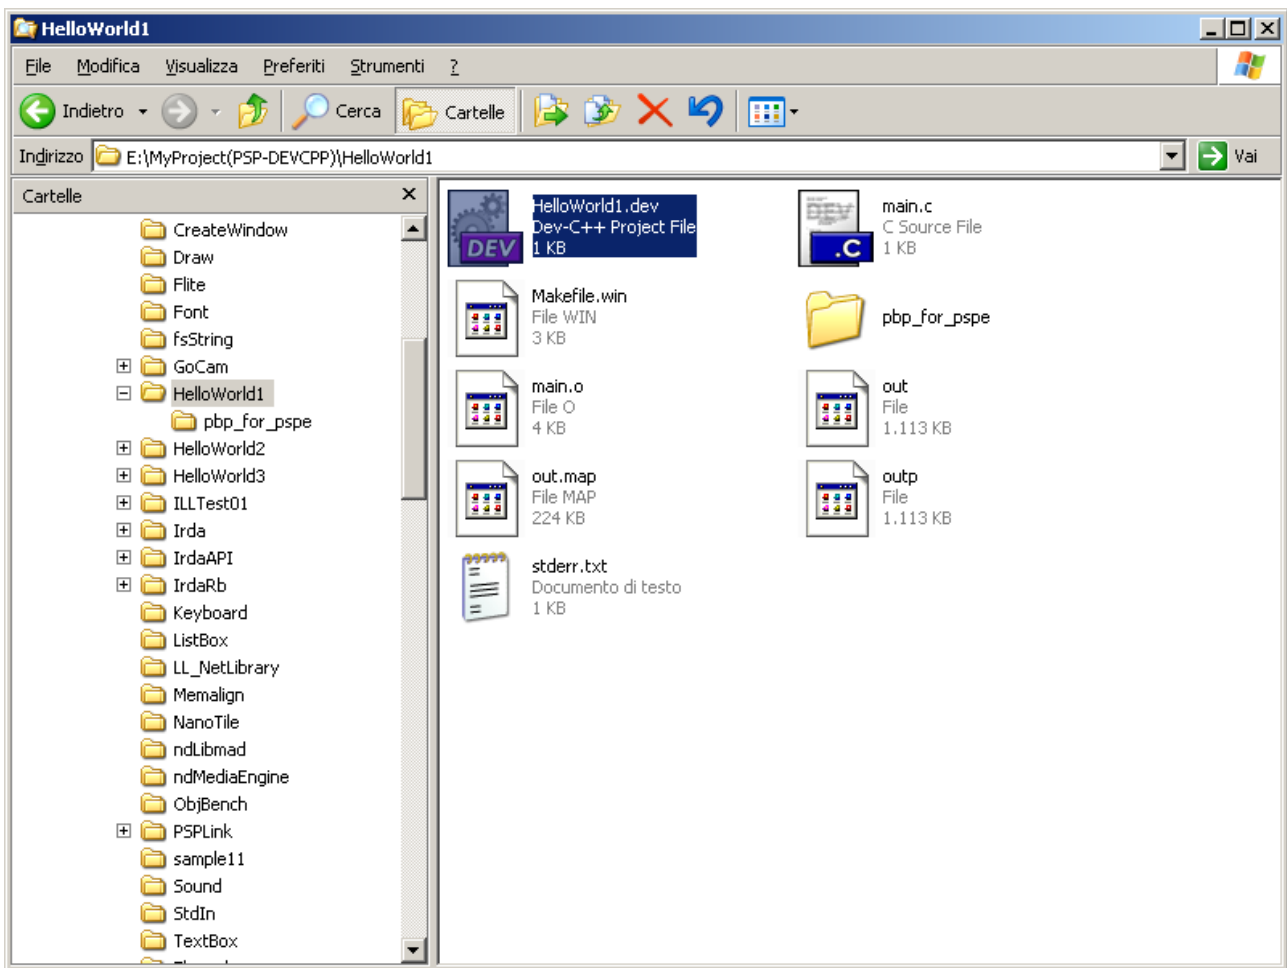 HelloWorld1
File Modifica Visualizza Preferiti Strumenti ?
Indietro Cerca Cartelle
Indirizzo E:\MyProject(PSP-DEVCPP)\HelloWorld1 Vai
Cartelle
CreateWindow
Draw
Flite
Font
fsString
GoCam
HelloWorld1
pbp_for_pspe
HelloWorld2
HelloWorld3
ILLTest01
Irda
IrdaAPI
IrdaRb
Keyboard
ListBox
LL_NetLibrary
Memalign
NanoTile
ndLibmad
ndMediaEngine
ObjBench
PSPLink
sample11
Sound
StdIn
TextBox
DEV
HelloWorld1.dev
Dev-C++ Project File
1 KB
DEV
.C
main.c
C Source File
1 KB
Makefile.win
File WIN
3 KB
pbp_for_pspe
main.o
File O
4 KB
out
File
1.113 KB
out.map
File MAP
224 KB
outp
File
1.113 KB
stderr.txt
Documento di testo
1 KB